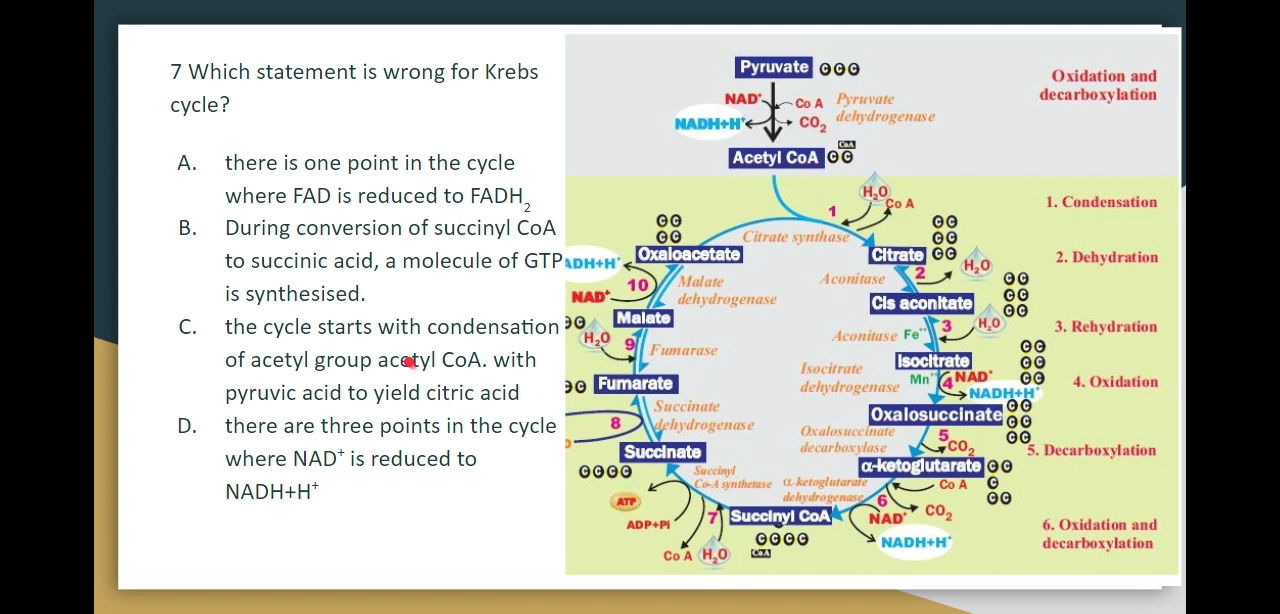 7 Which statement is wrong for Krebs
cycle?
A. there is one point in the cycle
where FAD is reduced to FADH₂
B. During conversion of succinyl CoA
to succinic acid, a molecule of GTP
is synthesised.
C. the cycle starts with condensation
of acetyl group acetyl CoA. with
pyruvic acid to yield citric acid
D. there are three points in the cycle
where NAD⁺ is reduced to
NADH+H⁺
Pyruvate C C C
Oxidation and
decarboxylation
NAD⁺
Co A
Pyruvate
dehydrogenase
NADH+H⁺
CO₂
Acetyl CoA C C
CoA
H₂O
Co A
1
1. Condensation
C C
C C
Citrate synthase
C C
C C
Oxaloacetate
Citrate C C
2. Dehydration
ADH+H⁺
10
NAD⁺
Malate
dehydrogenase
Aconitase
2
H₂O
C C
C C
C C
Cis aconitate
Malate
C
H₂O
9
Fumarase
Aconitase Fe⁺⁺
3
H₂O
3. Rehydration
Isocitrate
C C
C C
C C
Isocitrate
dehydrogenase
Mn⁺⁺
4
NAD⁺
NADH+H⁺
4. Oxidation
C Fumarate
Succinate
dehydrogenase
8
Oxalosuccinate C C
C C
C C
Oxalosuccinate
decarboxylase
5
CO₂
5. Decarboxylation
Succinate
C C C C
α-ketoglutarate C C
C
C C
Succinyl
Co-A synthetase
α-ketoglutarate
dehydrogenase
Co A
6
CO₂
NAD⁺
NADH+H⁺
ATP
ADP+Pi
7
Succinyl CoA
C C C C
CoA
Co A
H₂O
6. Oxidation and
decarboxylation